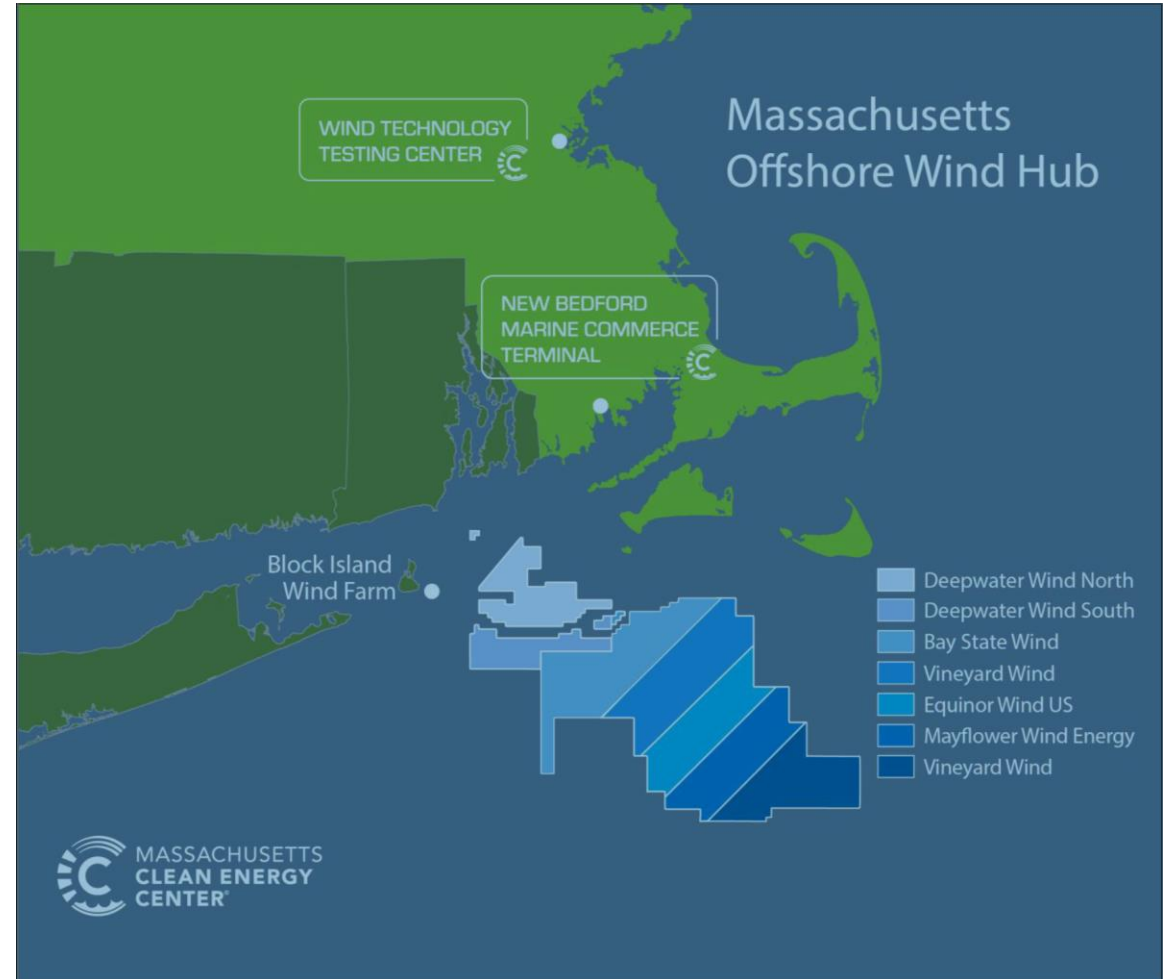 Massachusetts
Offshore Wind Hub
WIND TECHNOLOGY
TESTING CENTER
C
NEW BEDFORD
MARINE COMMERCE
TERMINAL
C
Block Island
Wind Farm
Deepwater Wind North
Deepwater Wind South
Bay State Wind
Vineyard Wind
Equinor Wind US
Mayflower Wind Energy
Vineyard Wind
C
MASSACHUSETTS
CLEAN ENERGY
CENTER®